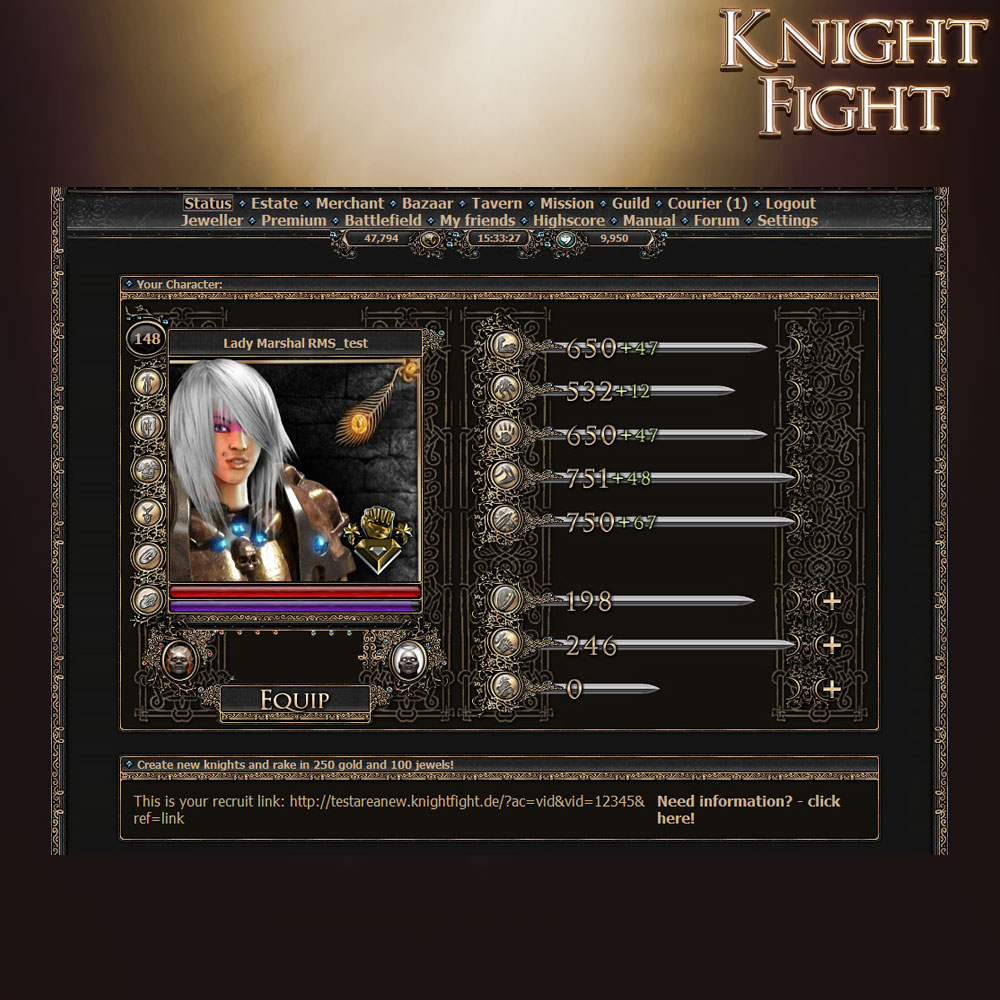 KNIGHT
FIGHT
Status Estate Merchant Bazaar Tavern Mission Guild Courier (1) Logout
Jeweller Premium Battlefield My friends Highscore Manual Forum Settings
47,794 15:33:27 9,950
Your Character:
148 Lady Marshal RMS_test
650+47
532+12
650+47
751+48
750+67
198
246
0
EQUIP
Create new knights and rake in 250 gold and 100 jewels!
This is your recruit link: http://testareanew.knightfight.de/?ac=vid&vid=12345& Need information? - click
ref=link here!